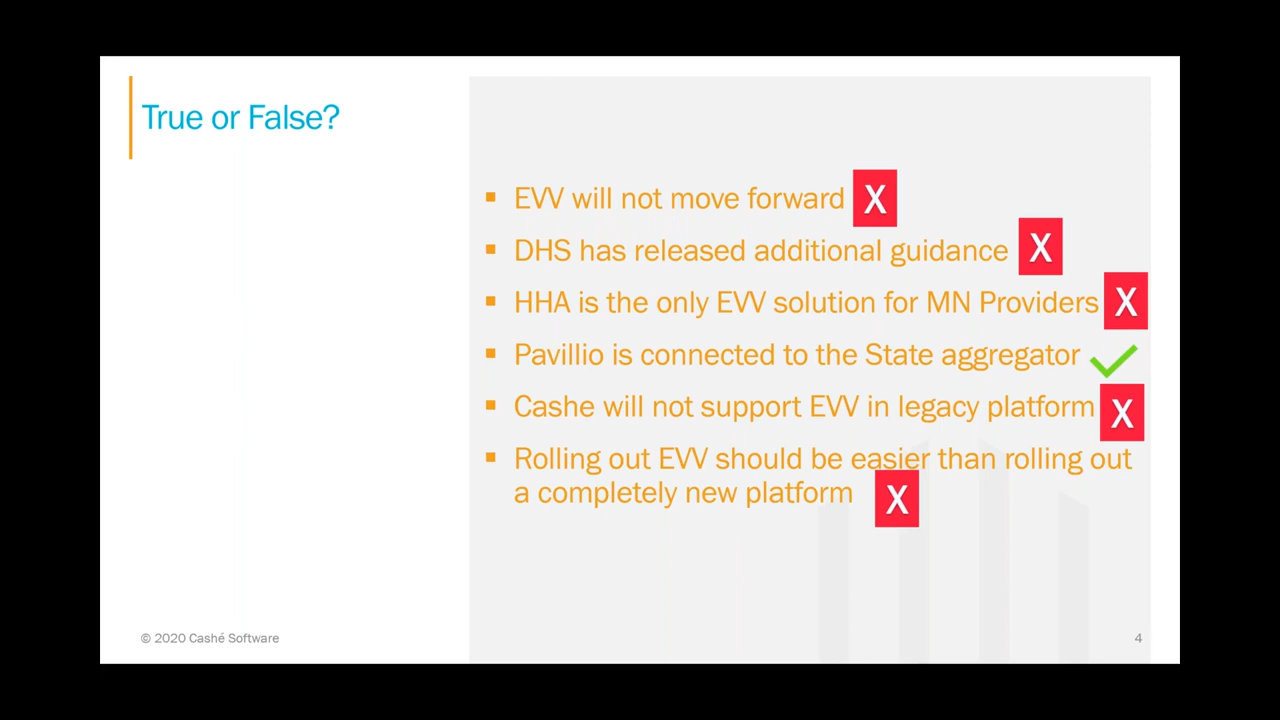 True or False?
▪ EVV will not move forward X
▪ DHS has released additional guidance X
▪ HHA is the only EVV solution for MN Providers X
▪ Pavillio is connected to the State aggregator
▪ Cashe will not support EVV in legacy platform X
▪ Rolling out EVV should be easier than rolling out
a completely new platform X
© 2020 Cashé Software
4